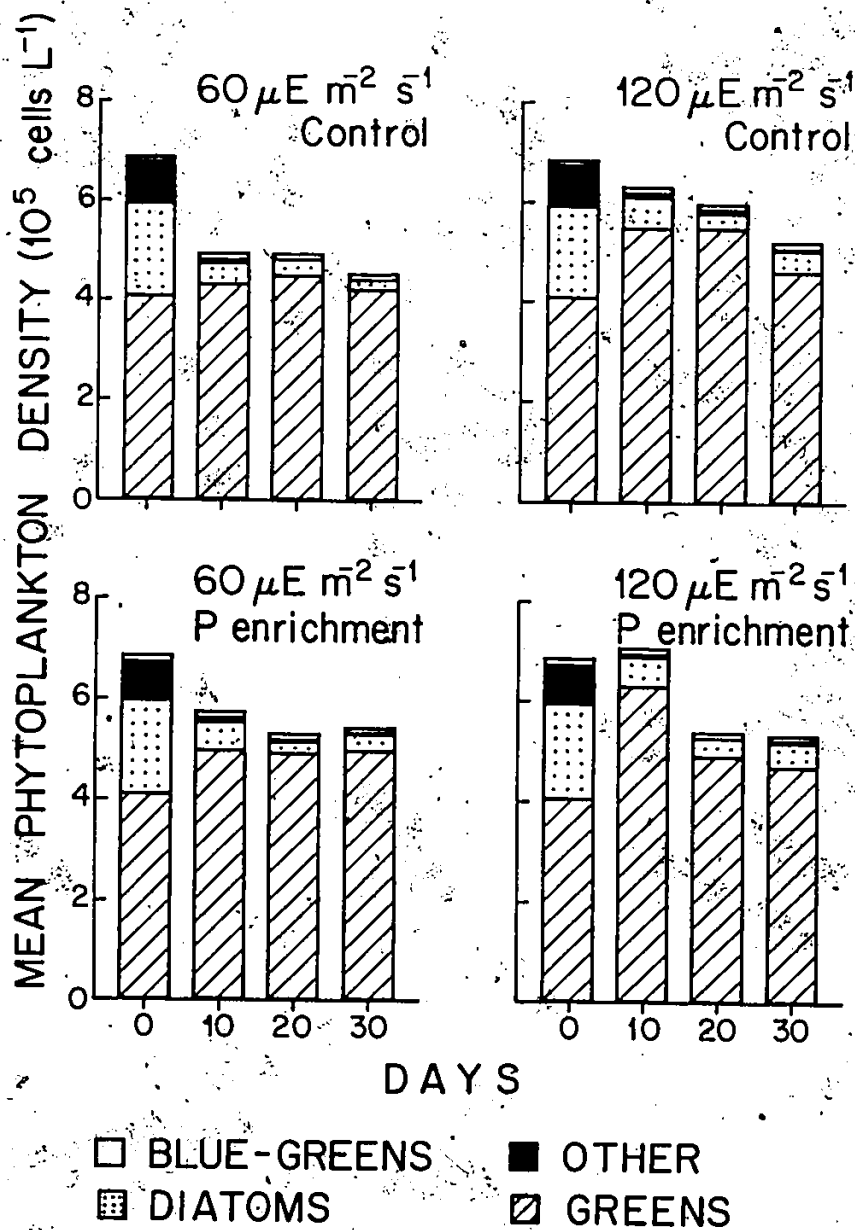 MEAN PHYTOPLANKTON DENSITY (10⁵ cells L⁻¹)
60 µE m⁻² s⁻¹
Control
8
6
4
2
0
120 µE m⁻² s⁻¹
Control
60 µE m⁻² s⁻¹
P enrichment
8
6
4
2
0
0 10 20 30
120 µE m⁻² s⁻¹
P enrichment
0 10 20 30
DAYS
BLUE-GREENS
OTHER
DIATOMS
GREENS